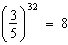 (3/5)^32 = 8